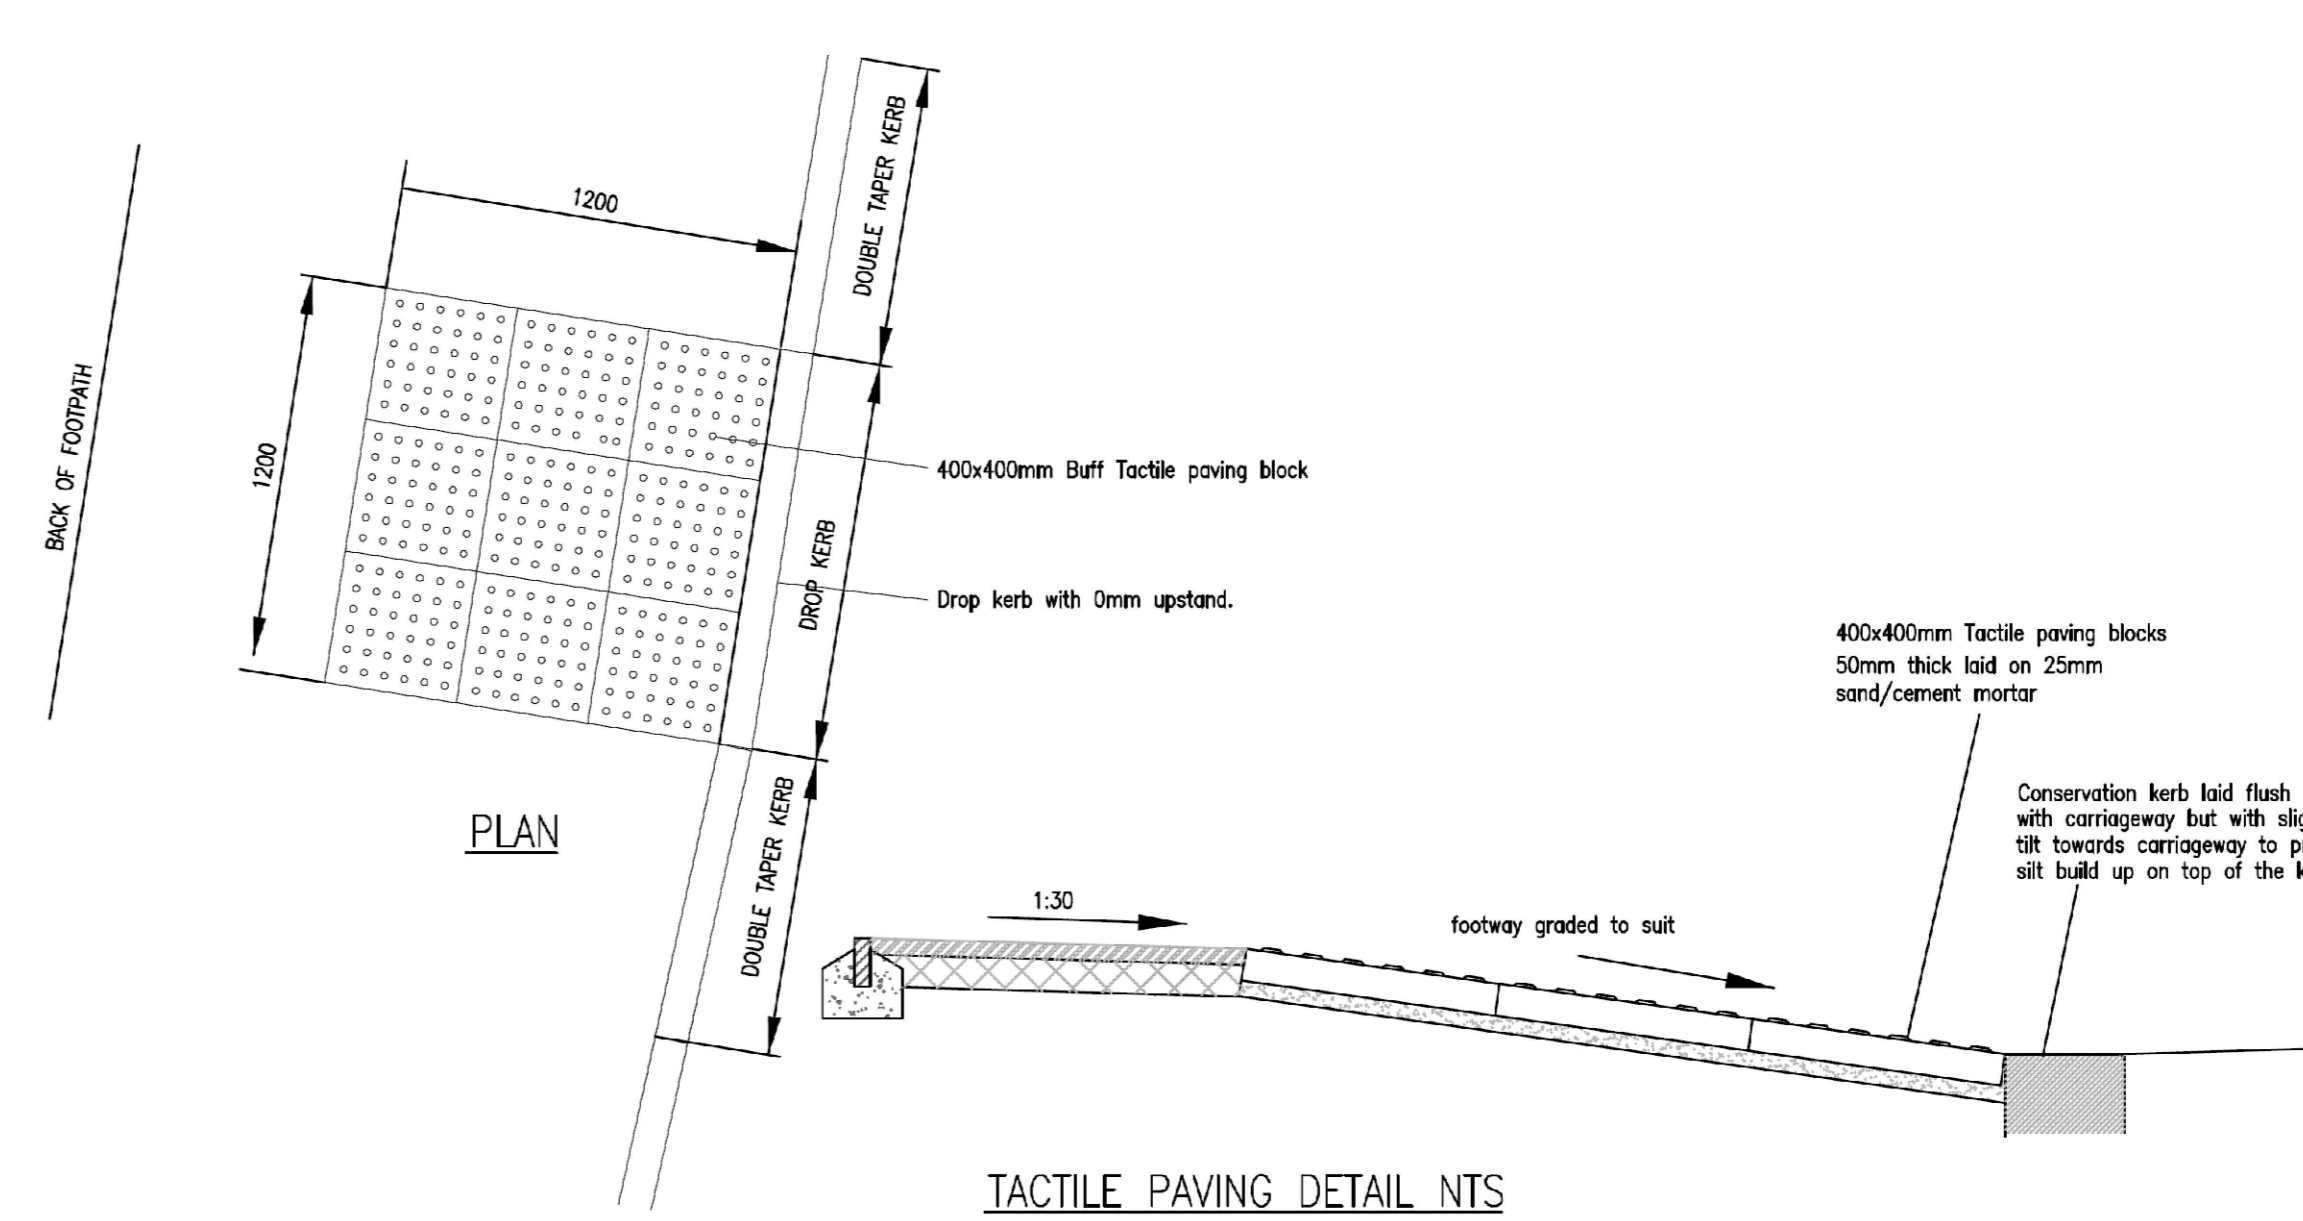 DOUBLE TAPER KERB
1200
BACK OF FOOTPATH
1200
400x400mm Buff Tactile paving block
DROP KERB
Drop kerb with 0mm upstand.
400x400mm Tactile paving blocks
50mm thick laid on 25mm
sand/cement mortar
PLAN
DOUBLE TAPER KERB
Conservation kerb laid flush
with carriageway but with
tilt towards carriageway to
silt build up on top of the
1:30
footway graded to suit
TACTILE PAVING DETAIL NTS